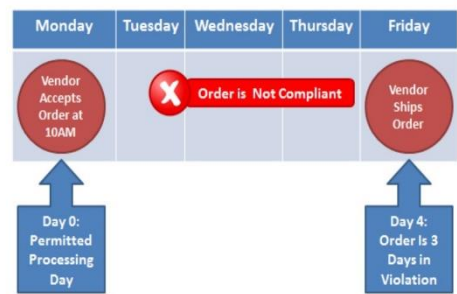 Monday Tuesday Wednesday Thursday Friday
Vendor
Accepts
Order at
10AM
X Order is Not Compliant
Vendor
Ships
Order
Day 0:
Permitted
Processing
Day
Day 4:
Order Is 3
Days in
Violation